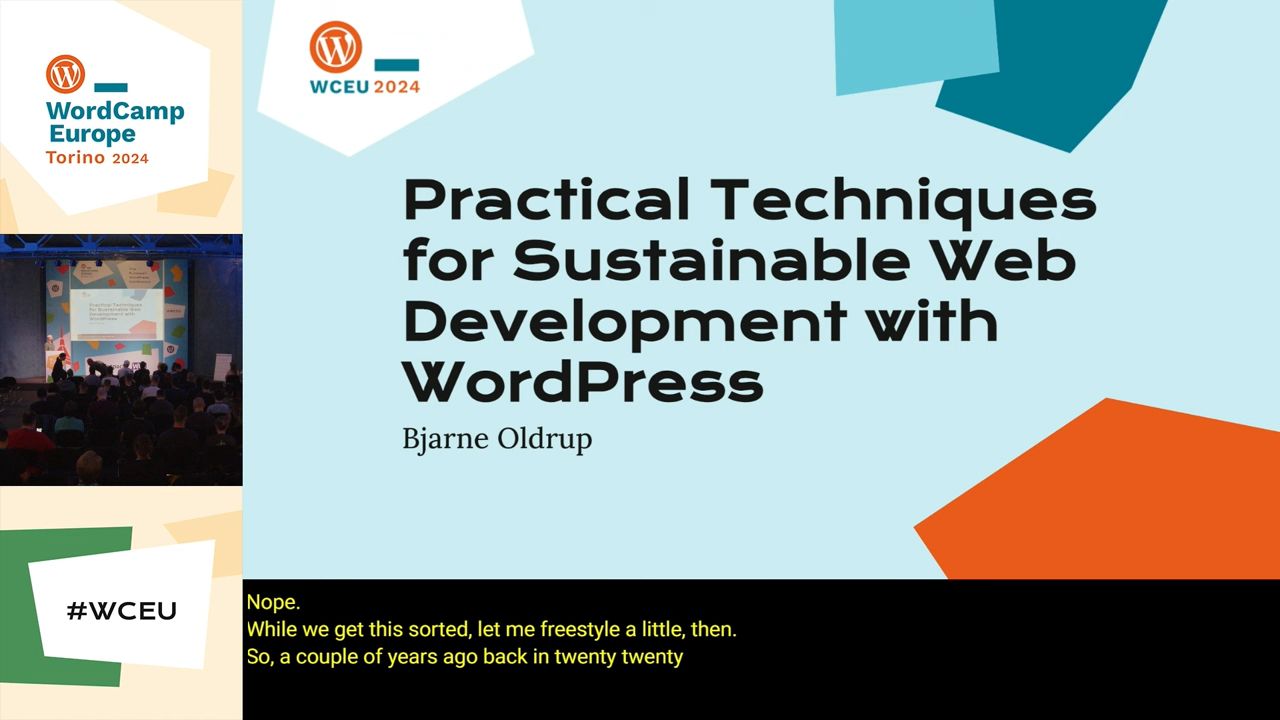 WordCamp
Europe
Torino 2024
WCEU 2024
Practical Techniques
for Sustainable Web
Development with
WordPress
Bjarne Oldrup
#WCEU
Nope.
While we get this sorted, let me freestyle a little, then.
So, a couple of years ago back in twenty twenty